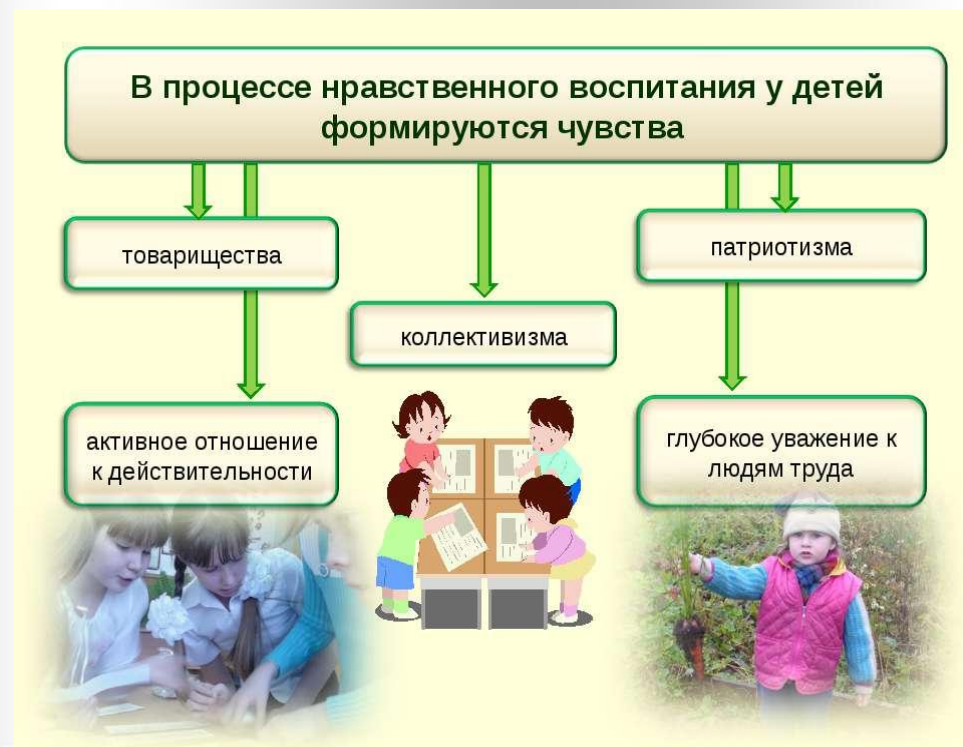 В процессе нравственного воспитания у детей
формируются чувства
товарищества
патриотизма
коллективизма
активное отношение
к действительности
глубокое уважение к
людям труда